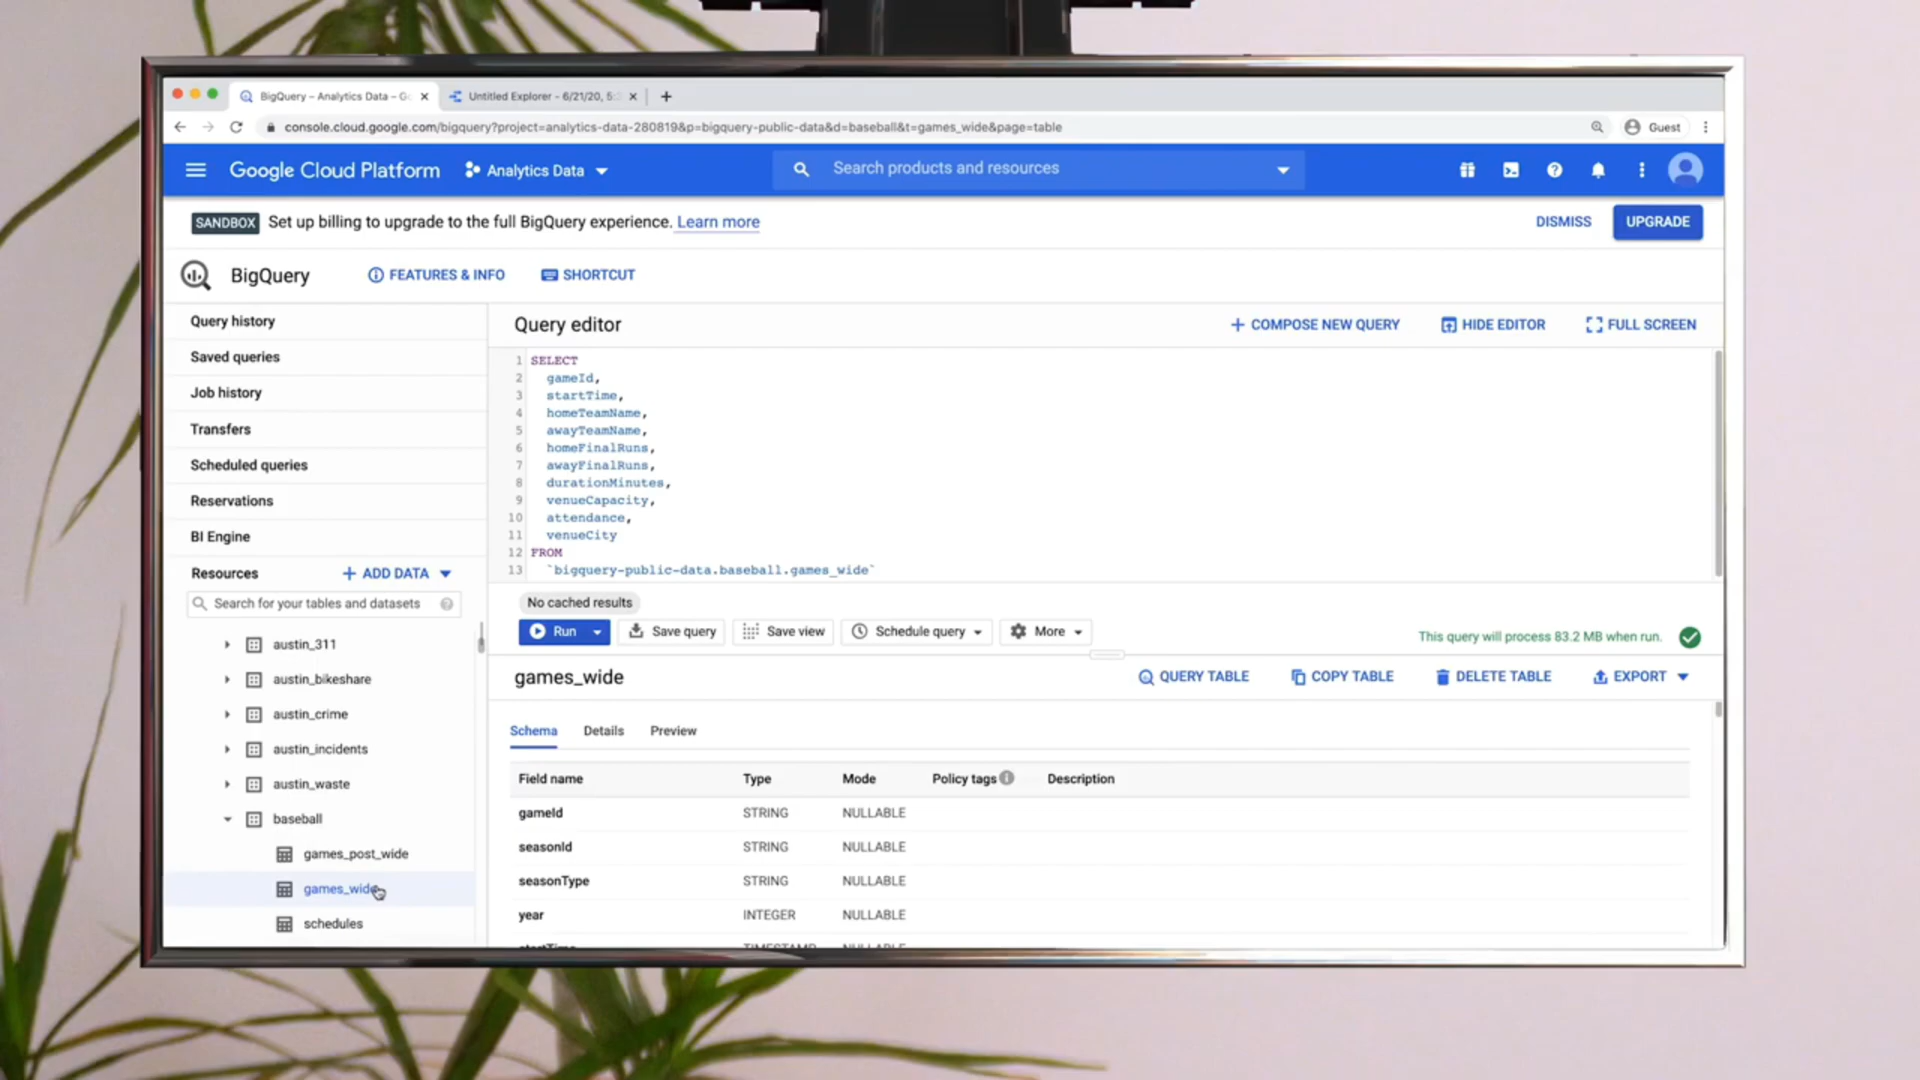 BigQuery – Analytics Data – G
Untitled Explorer - 6/21/20, 5:
console.cloud.google.com/bigquery?project=analytics-data-280819&p=bigquery-public-data&d=baseball&t=games_wide&page=table
Guest
Google Cloud Platform
Analytics Data
Search products and resources
SANDBOX Set up billing to upgrade to the full BigQuery experience. Learn more
DISMISS
UPGRADE
BigQuery
FEATURES & INFO
SHORTCUT
Query history
Saved queries
Job history
Transfers
Scheduled queries
Reservations
BI Engine
Resources
+ ADD DATA
Search for your tables and datasets
austin_311
austin_bikeshare
austin_crime
austin_incidents
austin_waste
baseball
games_post_wide
games_wide
schedules
Query editor
+ COMPOSE NEW QUERY
HIDE EDITOR
FULL SCREEN
1 SELECT
2 gameId,
3 startTime,
4 homeTeamName,
5 awayTeamName,
6 homeFinalRuns,
7 awayFinalRuns,
8 durationMinutes,
9 venueCapacity,
10 attendance,
11 venueCity
12 FROM
13 `bigquery-public-data.baseball.games_wide`
No cached results
Run
Save query
Save view
Schedule query
More
This query will process 83.2 MB when run.
games_wide
QUERY TABLE
COPY TABLE
DELETE TABLE
EXPORT
Schema
Details
Preview
Field name Type Mode Policy tags Description
gameId STRING NULLABLE
seasonId STRING NULLABLE
seasonType STRING NULLABLE
year INTEGER NULLABLE
startTime TIMESTAMP NULLABLE